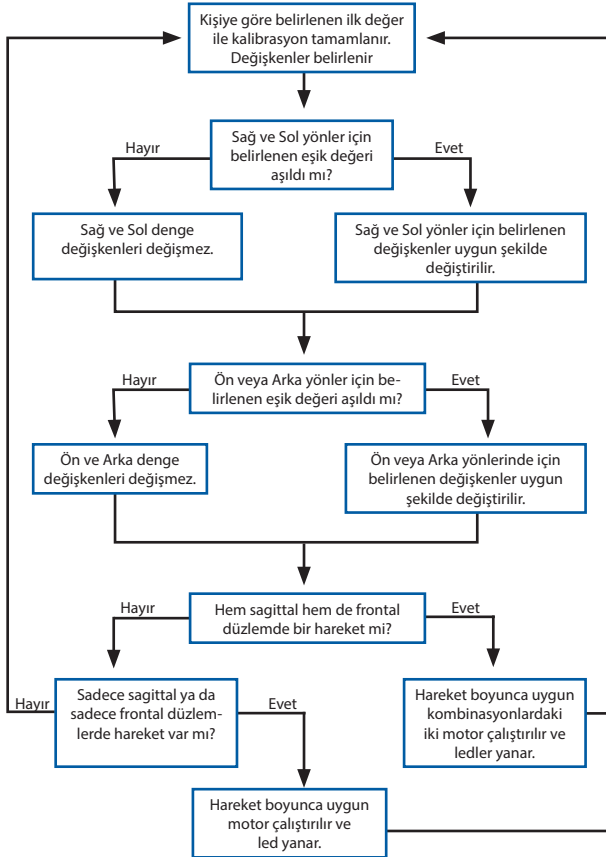 Kişiye göre belirlenen ilk değer
ile kalibrasyon tamamlanır.
Değişkenler belirlenir
Hayır
Sağ ve Sol yönler için
belirlenen eşik değeri
aşıldı mı?
Evet
Sağ ve Sol denge
değişkenleri değişmez.
Sağ ve Sol yönler için belirlenen
değişkenler uygun şekilde
değiştirilir.
Hayır
Ön veya Arka yönler için be-
lirlenen eşik değeri aşıldı mı?
Evet
Ön ve Arka denge
değişkenleri değişmez.
Ön veya Arka yönlerinde için
belirlenen değişkenler uygun
şekilde değiştirilir.
Hayır
Hem sagittal hem de frontal
düzlemde bir hareket mi?
Evet
Hayır
Sadece sagittal ya da
sadece frontal düzlem-
lerde hareket var mı?
Evet
Hareket boyunca uygun
kombinasyonlardaki
iki motor çalıştırılır ve
ledler yanar.
Hareket boyunca uygun
motor çalıştırılır ve
led yanar.